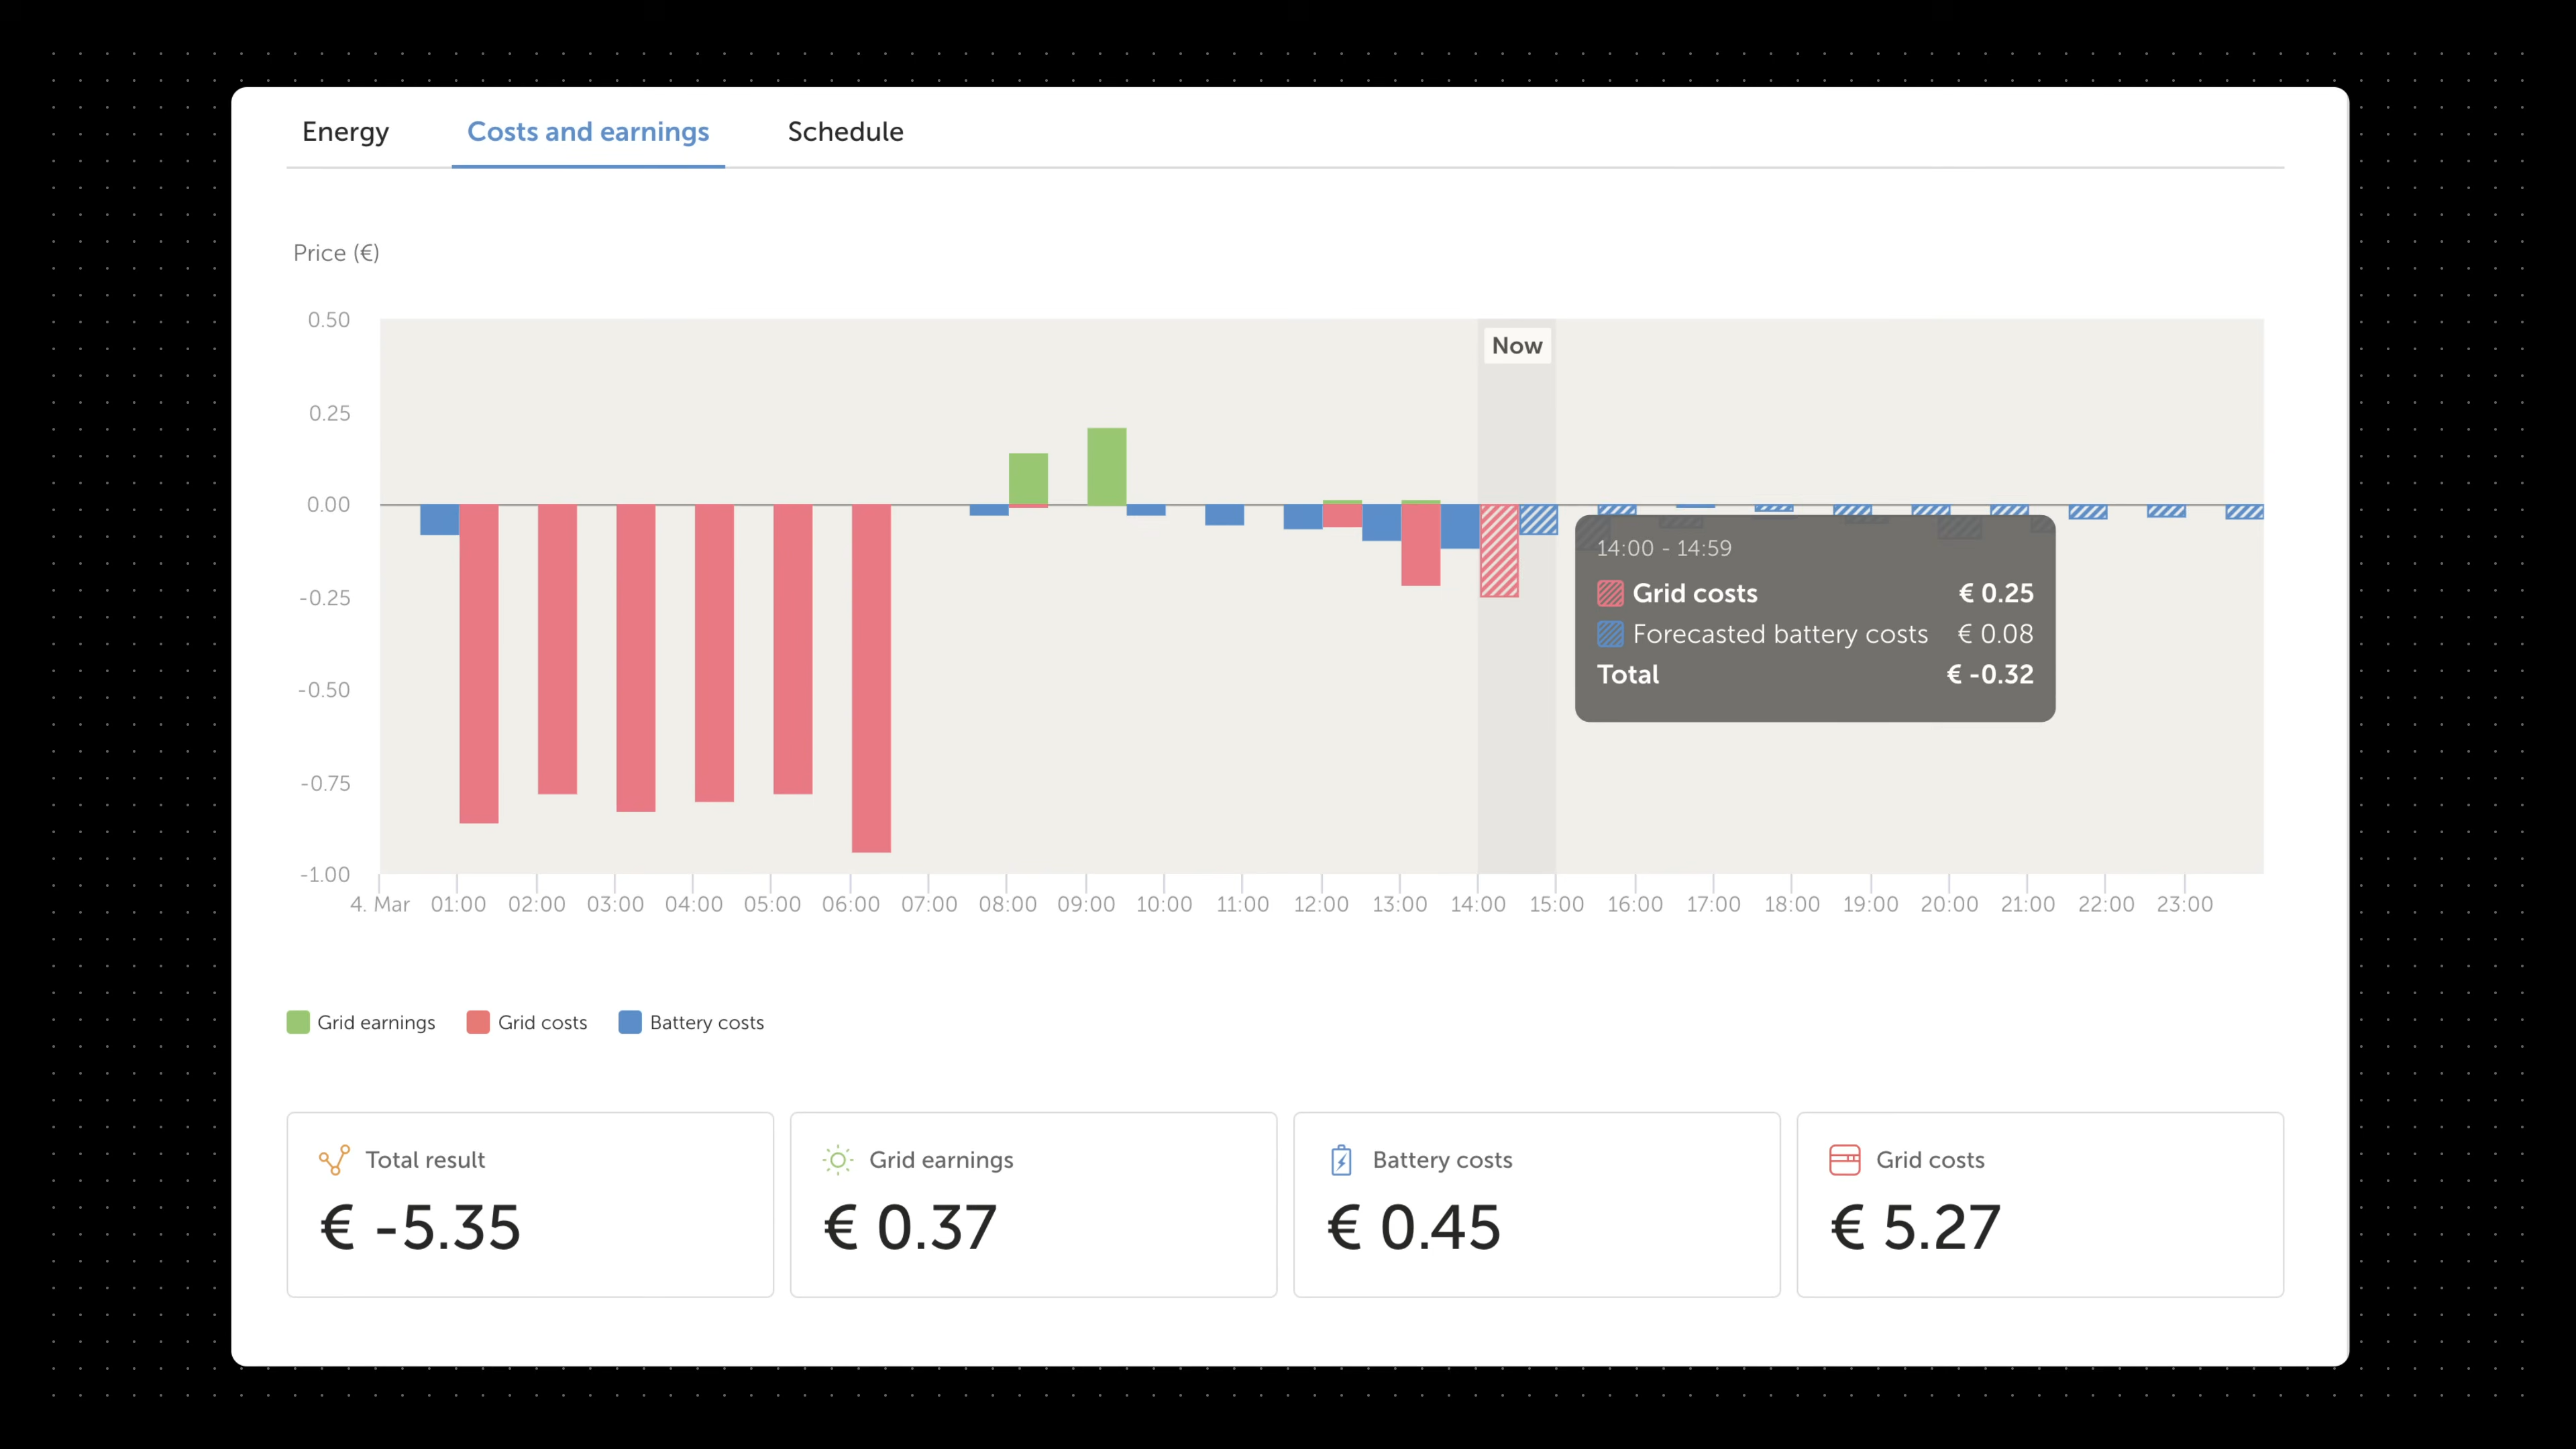 Energy Costs and earnings Schedule
Price (€)
0.50
Now
0.25
0.00
14:00 - 14:59
Grid costs € 0.25
-0.25
Forecasted battery costs € 0.08
Total € -0.32
-0.50
-0.75
-1.00
4. Mar 01:00 02:00 03:00 04:00 05:00 06:00 07:00 08:00 09:00 10:00 11:00 12:00 13:00 14:00 15:00 16:00 17:00 18:00 19:00 20:00 21:00 22:00 23:00
Grid earnings Grid costs Battery costs
Total result Grid earnings Battery costs Grid costs
€ -5.35 € 0.37 € 0.45 € 5.27